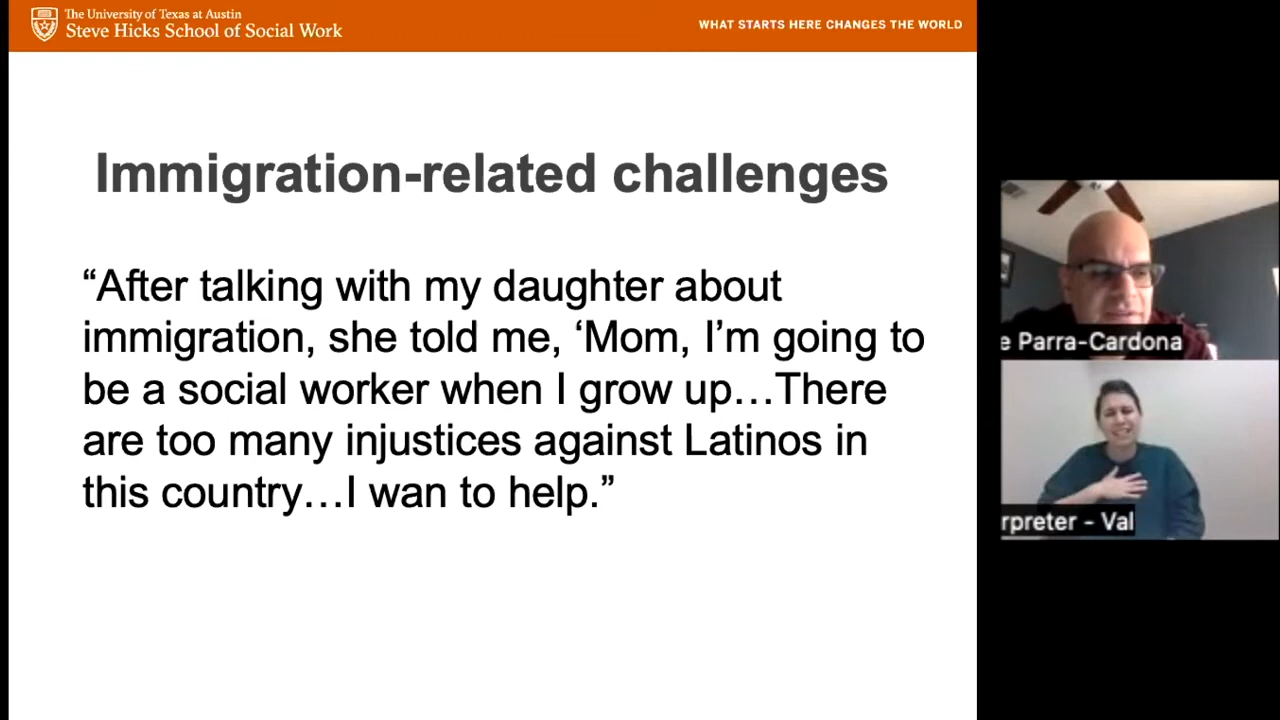 The University of Texas at Austin
Steve Hicks School of Social Work
WHAT STARTS HERE CHANGES THE WORLD
Immigration-related challenges
“After talking with my daughter about
immigration, she told me, ‘Mom, I’m going to
be a social worker when I grow up…There
are too many injustices against Latinos in
this country…I wan to help.”
e Parra-Cardona
rpreter - Val